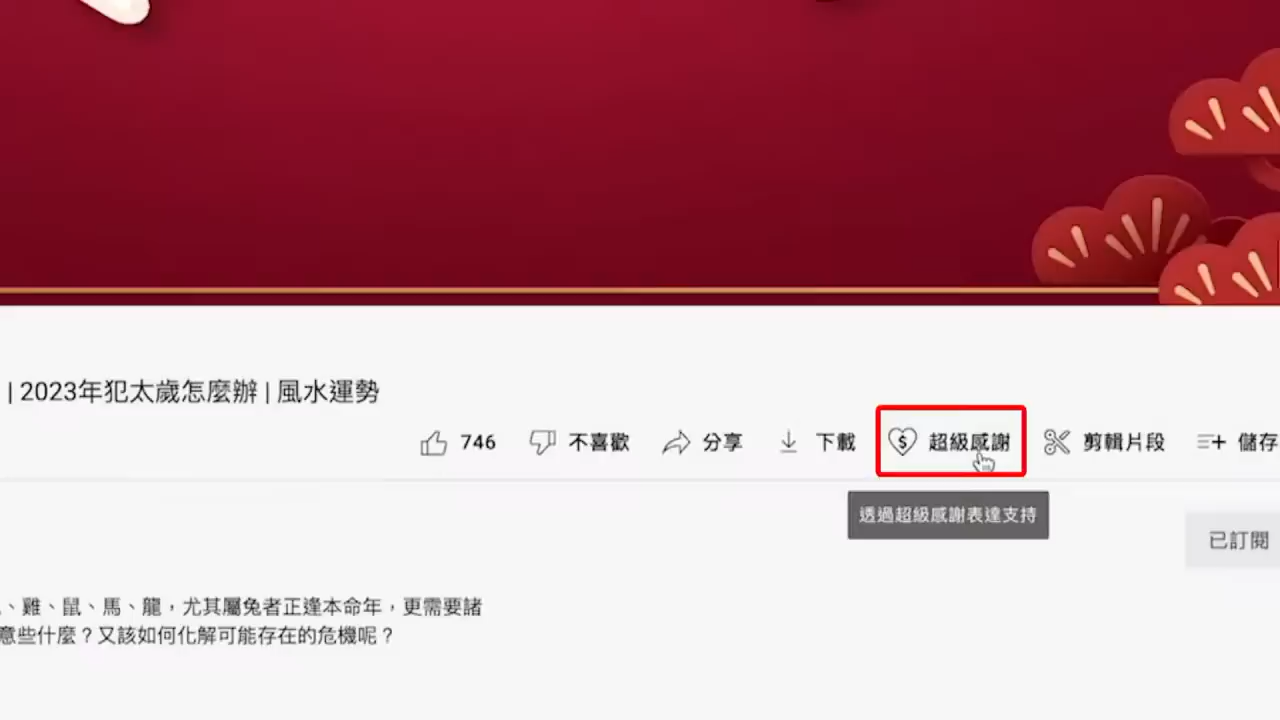 | 2023年犯太歲怎麼辦 | 風水運勢
746 不喜歡 分享 下載 超級感謝 剪輯片段 儲存
透過超級感謝表達支持
已訂閱
、雞、鼠、馬、龍，尤其屬兔者正逢本命年，更需要諸
意些什麼？又該如何化解可能存在的危機呢？